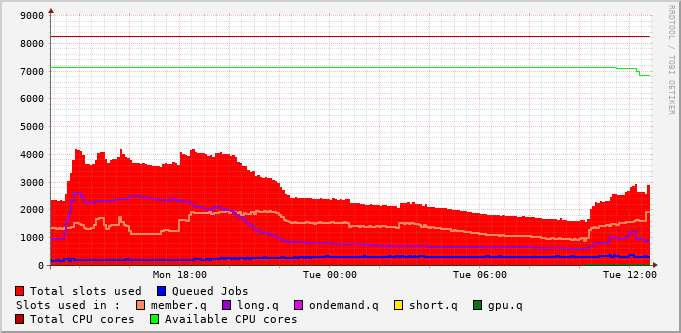 9000
8000
7000
6000
5000
4000
3000
2000
1000
0
Mon 18:00 Tue 00:00 Tue 06:00 Tue 12:00
RRDTOOL / TOBI OETIKER
Total slots used Queued Jobs
Slots used in : member.q long.q ondemand.q short.q gpu.q
Total CPU cores Available CPU cores